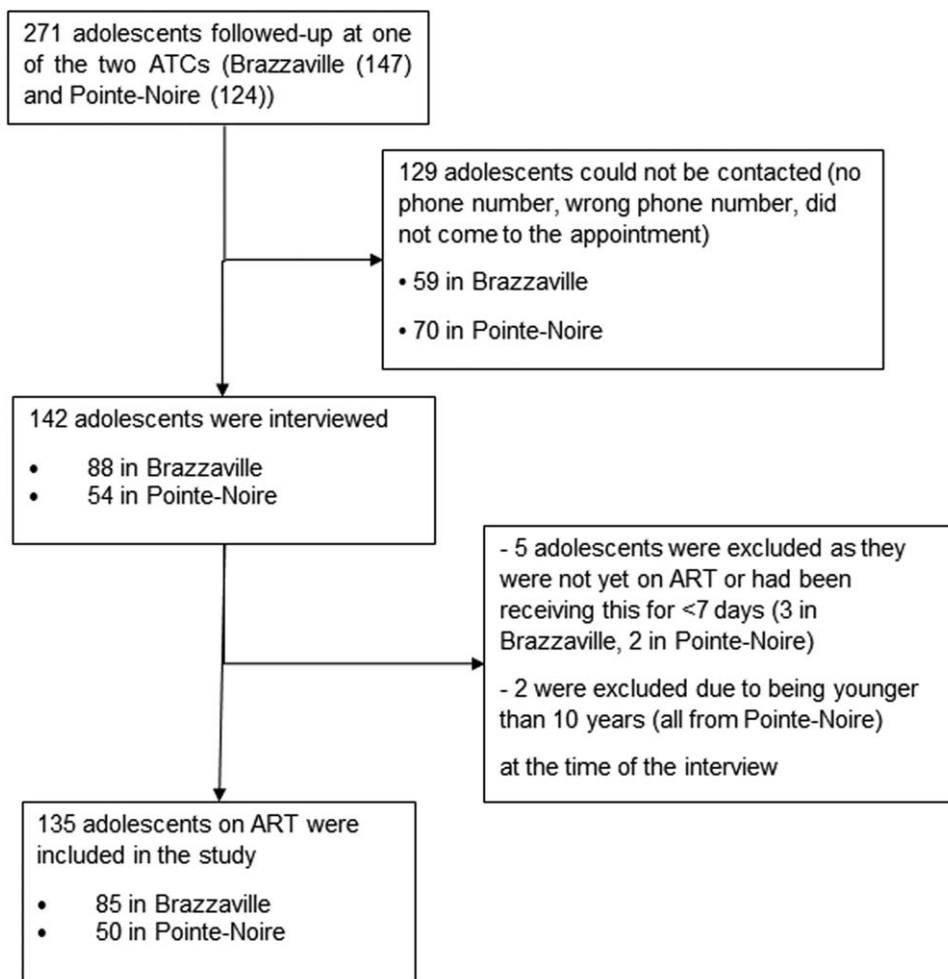 271 adolescents followed-up at one
of the two ATCs (Brazzaville (147)
and Pointe-Noire (124))
129 adolescents could not be contacted (no
phone number, wrong phone number, did
not come to the appointment)
• 59 in Brazzaville
• 70 in Pointe-Noire
142 adolescents were interviewed
• 88 in Brazzaville
• 54 in Pointe-Noire
- 5 adolescents were excluded as they
were not yet on ART or had been
receiving this for <7 days (3 in
Brazzaville, 2 in Pointe-Noire)
- 2 were excluded due to being younger
than 10 years (all from Pointe-Noire)
at the time of the interview
135 adolescents on ART were
included in the study
• 85 in Brazzaville
• 50 in Pointe-Noire